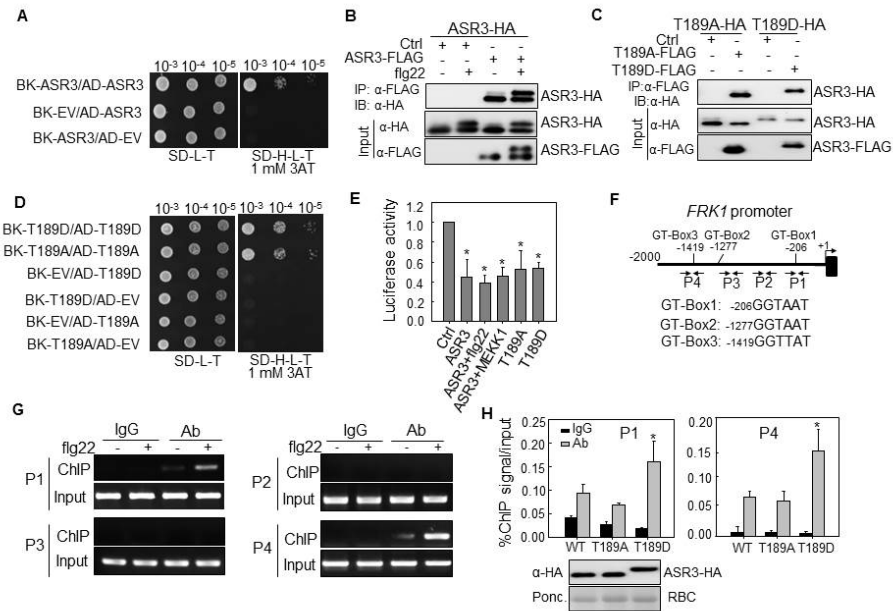 A
10-3 10-4 10-5 10-3 10-4 10-5
BK-ASR3/AD-ASR3
BK-EV/AD-ASR3
BK-ASR3/AD-EV
SD-L-T SD-H-L-T
1 mM 3AT
B
ASR3-HA
Ctrl + + - -
ASR3-FLAG - - + +
flg22 - + - +
IP: α-FLAG
IB: α-HA
ASR3-HA
Input
α-HA ASR3-HA
α-FLAG ASR3-FLAG
C
T189A-HA T189D-HA
Ctrl + - + -
T189A-FLAG - + - -
T189D-FLAG - - - +
IP:α-FLAG
IB:α-HA
ASR3-HA
Input
α-HA ASR3-HA
α-FLAG ASR3-FLAG
D
10-3 10-4 10-5 10-3 10-4 10-5
BK-T189D/AD-T189D
BK-T189A/AD-T189A
BK-EV/AD-T189D
BK-T189D/AD-EV
BK-EV/AD-T189A
BK-T189A/AD-EV
SD-L-T SD-H-L-T
1 mM 3AT
E
Luciferase activity
1.2
1.0
0.8
0.6
0.4
0.2
0.0
* * * * *
Ctrl
ASR3
ASR3+flg22
ASR3+MEKK1
T189A
T189D
F
FRK1 promoter
GT-Box3 GT-Box2 GT-Box1
-1419 -1277 -206 +1
-2000
P4 P3 P2 P1
GT-Box1: -206GGTAAT
GT-Box2: -1277GGTAAT
GT-Box3: -1419GGTTAT
G
IgG Ab
flg22 - + - +
P1
ChIP
Input
P3
ChIP
Input
IgG Ab
flg22 - + - +
P2
ChIP
Input
P4
ChIP
Input
H
%ChIP signal/input
0.25
0.20
0.15
0.10
0.05
0.00
IgG
Ab
P1
*
WT T189A T189D
0.20
0.15
0.10
0.05
0.00
P4
*
WT T189A T189D
α-HA ASR3-HA
Ponc. RBC